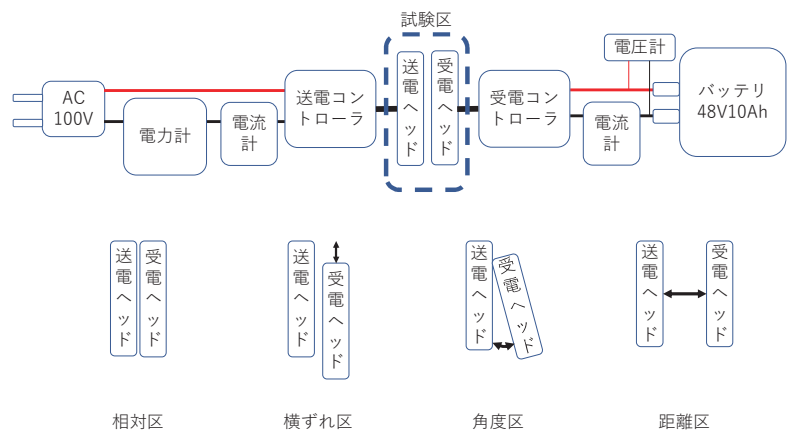 試験区
電圧計
AC
100V
電力計
電流
計
送電コン
トローラ
送電ヘッド
受電ヘッド
受電コン
トローラ
電流
計
バッテリ
48V10Ah
送電ヘッド
受電ヘッド
送電ヘッド
受電ヘッド
送電ヘッド
受電ヘッド
送電ヘッド
受電ヘッド
相対区
横ずれ区
角度区
距離区